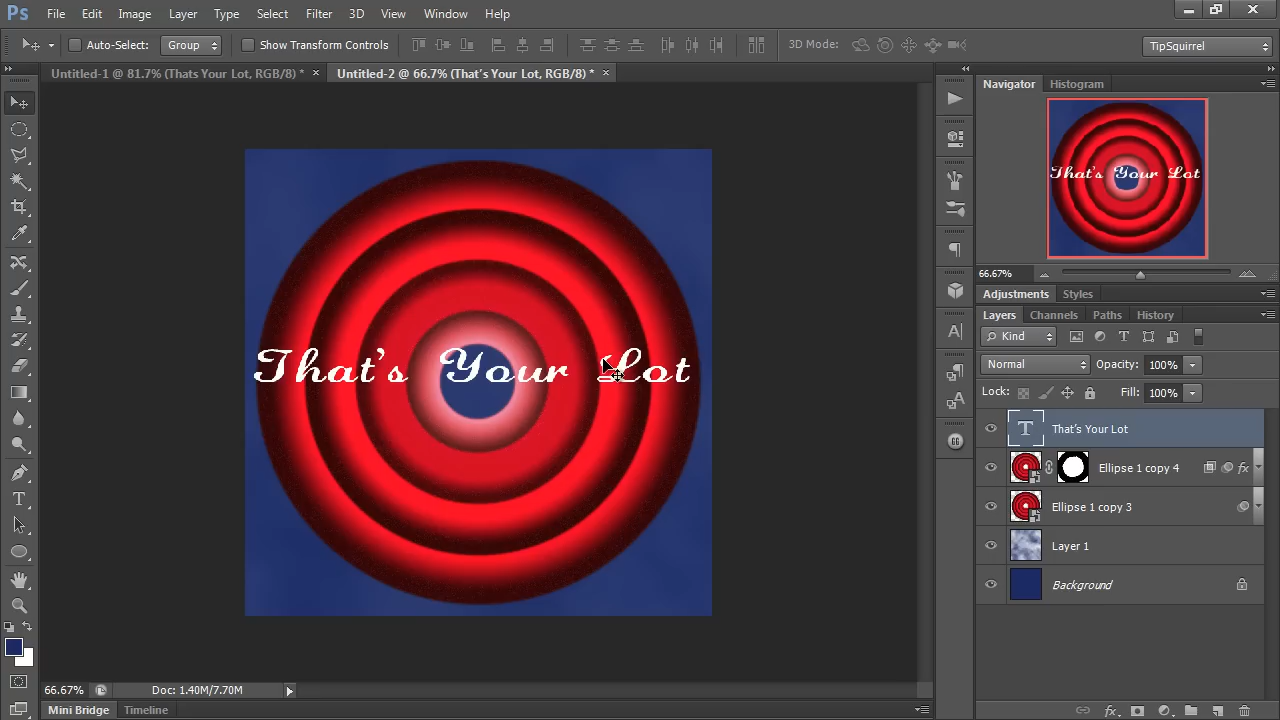 Ps File Edit Image Layer Type Select Filter 3D View Window Help
Auto-Select: Group Show Transform Controls 3D Mode: TipSquirrel
Untitled-1 @ 81.7% (Thats Your Lot, RGB/8) * × Untitled-2 @ 66.7% (That's Your Lot, RGB/8) * ×
Navigator Histogram
That's Your Lot
66.67%
Adjustments Styles
Layers Channels Paths History
Kind
Normal Opacity: 100%
Lock: Fill: 100%
That's Your Lot
T That's Your Lot
Ellipse 1 copy 4 fx
Ellipse 1 copy 3
Layer 1
Background
66.67% Doc: 1.40M/7.70M
Mini Bridge Timeline